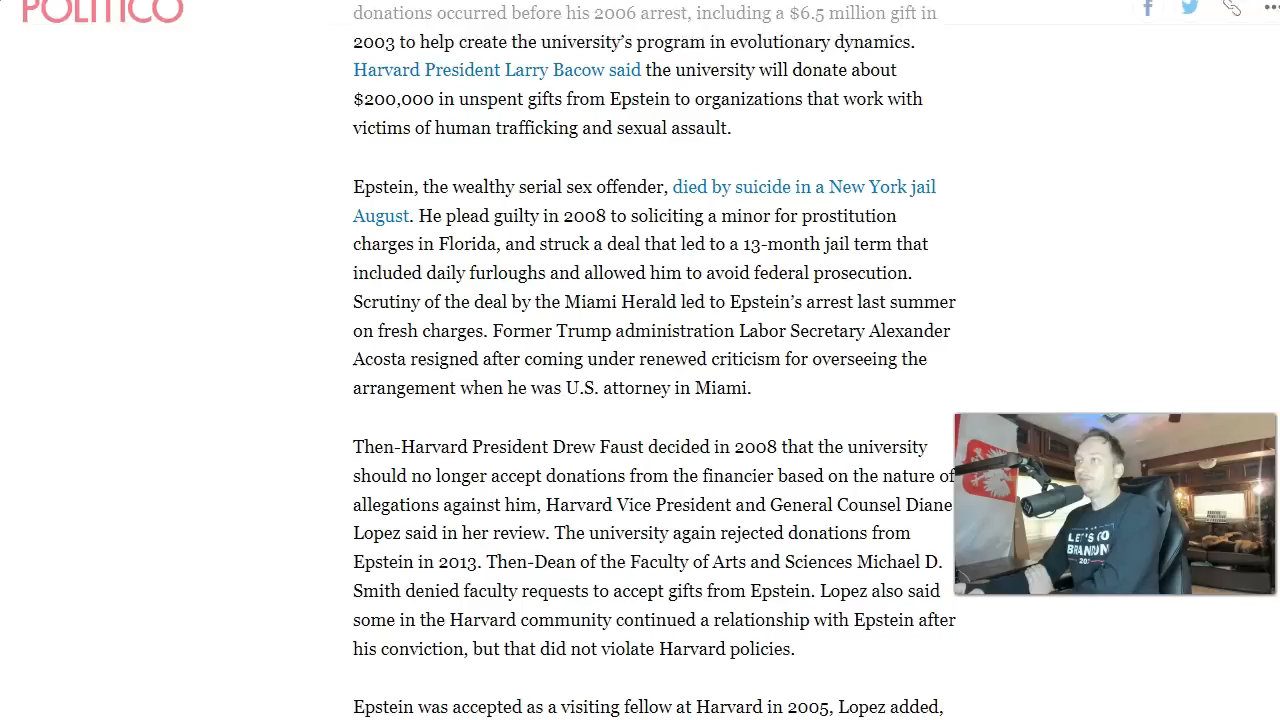 POLITICO
donations occurred before his 2006 arrest, including a $6.5 million gift in
2003 to help create the university's program in evolutionary dynamics.
Harvard President Larry Bacow said the university will donate about
$200,000 in unspent gifts from Epstein to organizations that work with
victims of human trafficking and sexual assault.
Epstein, the wealthy serial sex offender, died by suicide in a New York jail
August. He plead guilty in 2008 to soliciting a minor for prostitution
charges in Florida, and struck a deal that led to a 13-month jail term that
included daily furloughs and allowed him to avoid federal prosecution.
Scrutiny of the deal by the Miami Herald led to Epstein's arrest last summer
on fresh charges. Former Trump administration Labor Secretary Alexander
Acosta resigned after coming under renewed criticism for overseeing the
arrangement when he was U.S. attorney in Miami.
Then-Harvard President Drew Faust decided in 2008 that the university
should no longer accept donations from the financier based on the nature of
allegations against him, Harvard Vice President and General Counsel Diane
Lopez said in her review. The university again rejected donations from
Epstein in 2013. Then-Dean of the Faculty of Arts and Sciences Michael D.
Smith denied faculty requests to accept gifts from Epstein. Lopez also said
some in the Harvard community continued a relationship with Epstein after
his conviction, but that did not violate Harvard policies.
Epstein was accepted as a visiting fellow at Harvard in 2005, Lopez added,
LET'S GO
BRANDON